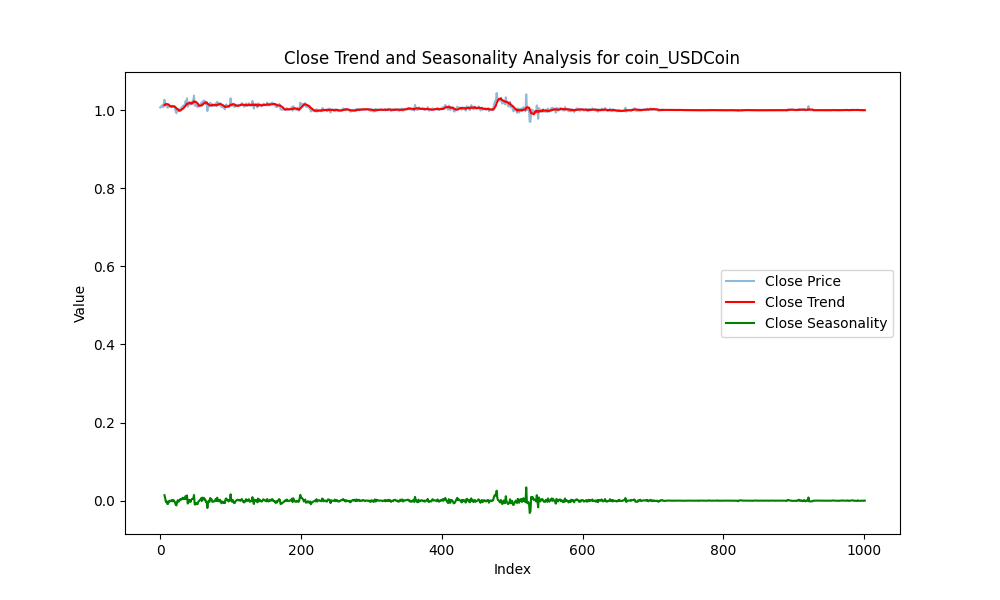 Close Trend and Seasonality Analysis for coin_USDCoin
1.0
0.8
0.6
0.4
0.2
0.0
Value
Close Price
Close Trend
Close Seasonality
0 200 400 600 800 1000
Index